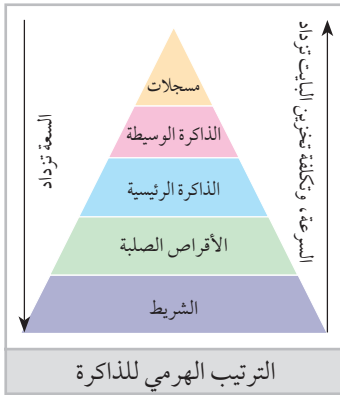 السرعة، وتكلفة تخزين البايت تزداد
السعة تزداد
مسجلات
الذاكرة الوسيطة
الذاكرة الرئيسية
الأقراص الصلبة
الشريط
الترتيب الهرمي للذاكرة